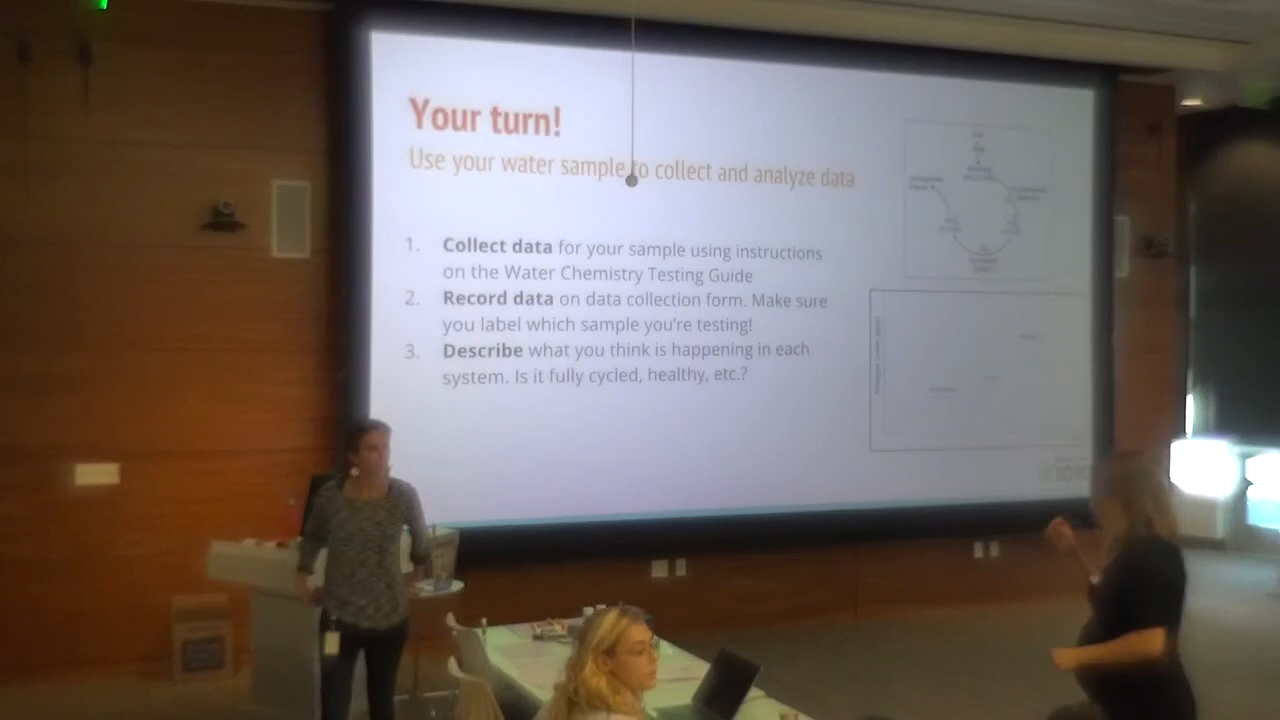 Your turn!
Use your water sample to collect and analyze data
1. Collect data for your sample using instructions
on the Water Chemistry Testing Guide
2. Record data on data collection form. Make sure
you label which sample you're testing!
3. Describe what you think is happening in each
system. Is it fully cycled, healthy, etc.?